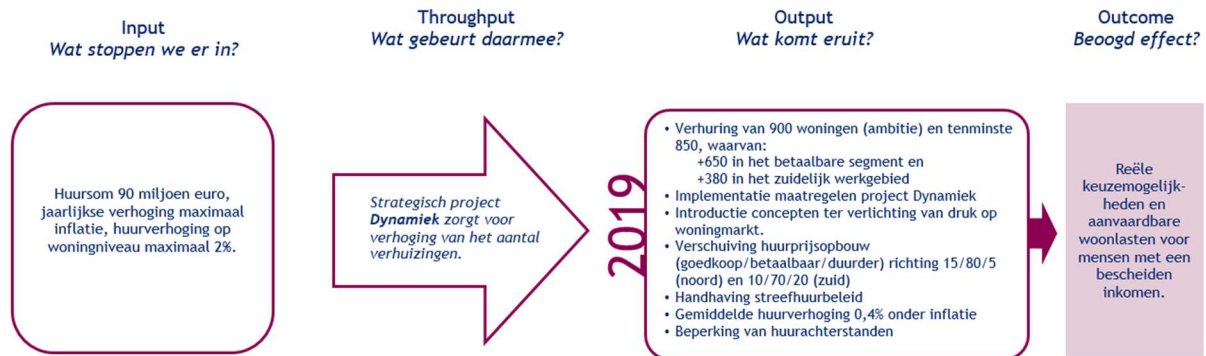 Input
Wat stoppen we er in?
Throughput
Wat gebeurt daarmee?
Output
Wat komt eruit?
Outcome
Beoogd effect?
Huursom 90 miljoen euro,
jaarlijkse verhoging maximaal
inflatie, huurverhoging op
woningniveau maximaal 2%.
Strategisch project
Dynamiek zorgt voor
verhoging van het aantal
verhuizingen.
2019
• Verhuring van 900 woningen (ambitie) en tenminste
850, waarvan:
+650 in het betaalbare segment en
+380 in het zuidelijk werkgebied
• Implementatie maatregelen project Dynamiek
• Introductie concepten ter verlichting van druk op
woningmarkt.
• Verschuiving huurprijsopbouw
(goedkoop/betaalbaar/duurder) richting 15/80/5
(noord) en 10/70/20 (zuid)
• Handhaving streefhuurbeleid
• Gemiddelde huurverhoging 0,4% onder inflatie
• Beperking van huurachterstanden
Reële
keuzemogelijk-
heden en
aanvaardbare
woonlasten voor
mensen met een
bescheiden
inkomen.